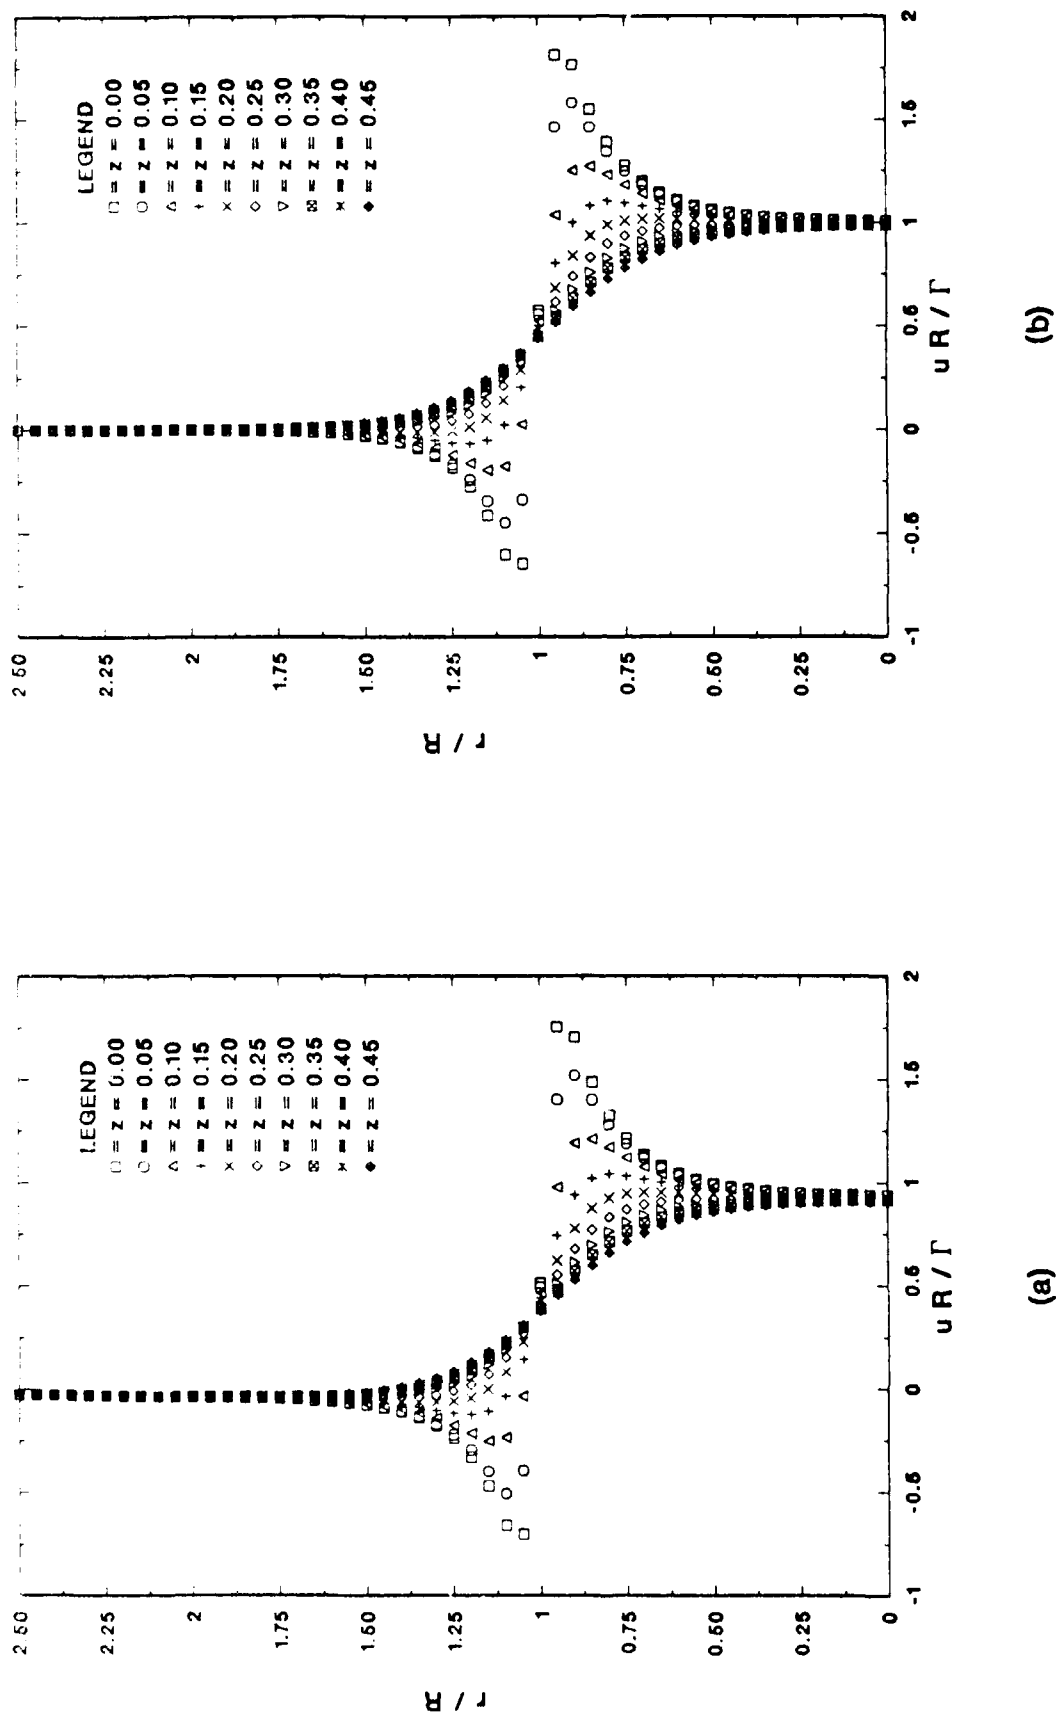 2.50
2.25
2
1.75
1.50
1.25
1
0.75
0.50
0.25
0
r / R
-1
-0.5
0
0.5
1
1.5
2
u R / Γ
LEGEND
□ = z = 0.00
○ = z = 0.05
△ = z = 0.10
+ = z = 0.15
× = z = 0.20
◇ = z = 0.25
▽ = z = 0.30
⊠ = z = 0.35
✶ = z = 0.40
◆ = z = 0.45
(a)
2.50
2.25
2
1.75
1.50
1.25
1
0.75
0.50
0.25
0
r / R
-1
-0.5
0
0.5
1
1.5
2
u R / Γ
LEGEND
□ = z = 0.00
○ = z = 0.05
△ = z = 0.10
+ = z = 0.15
× = z = 0.20
◇ = z = 0.25
▽ = z = 0.30
⊠ = z = 0.35
✶ = z = 0.40
◆ = z = 0.45
(b)